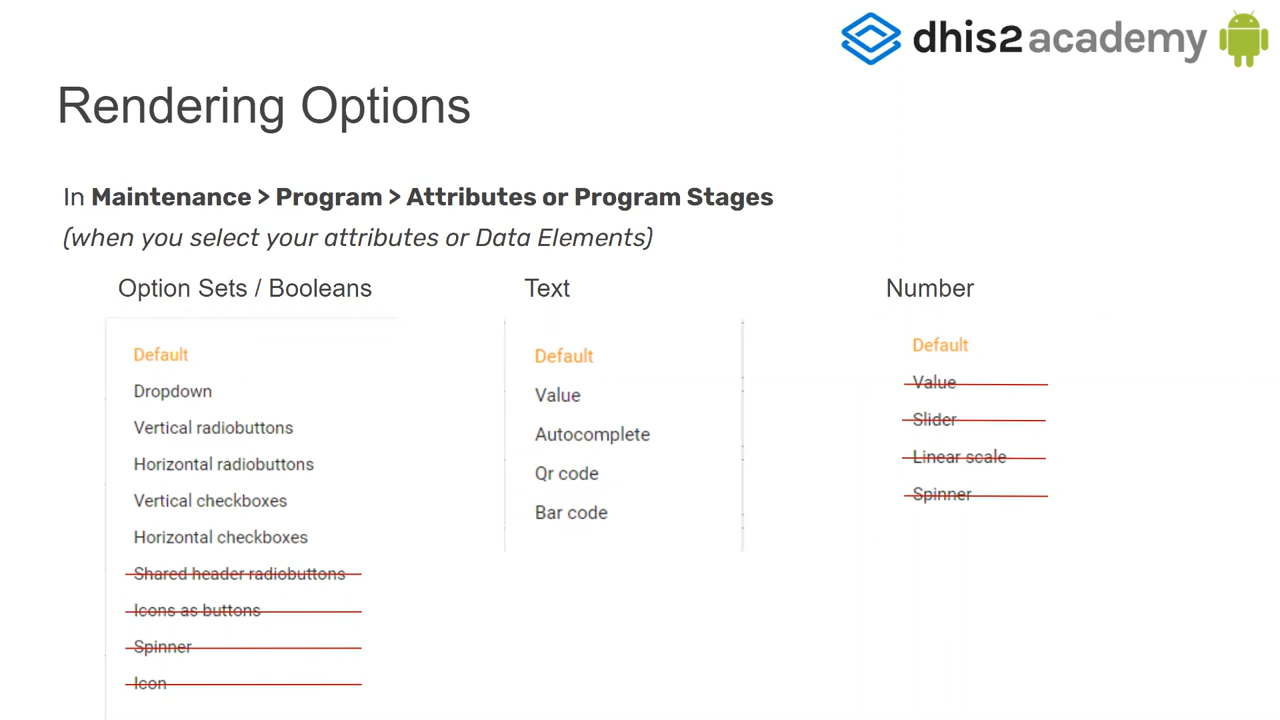 dhis2 academy
Rendering Options
In Maintenance > Program > Attributes or Program Stages
(when you select your attributes or Data Elements)
Option Sets / Booleans
Default
Dropdown
Vertical radiobuttons
Horizontal radiobuttons
Vertical checkboxes
Horizontal checkboxes
Shared header radiobuttons
Icons as buttons
Spinner
Icon
Text
Default
Value
Autocomplete
Qr code
Bar code
Number
Default
Value
Slider
Linear scale
Spinner